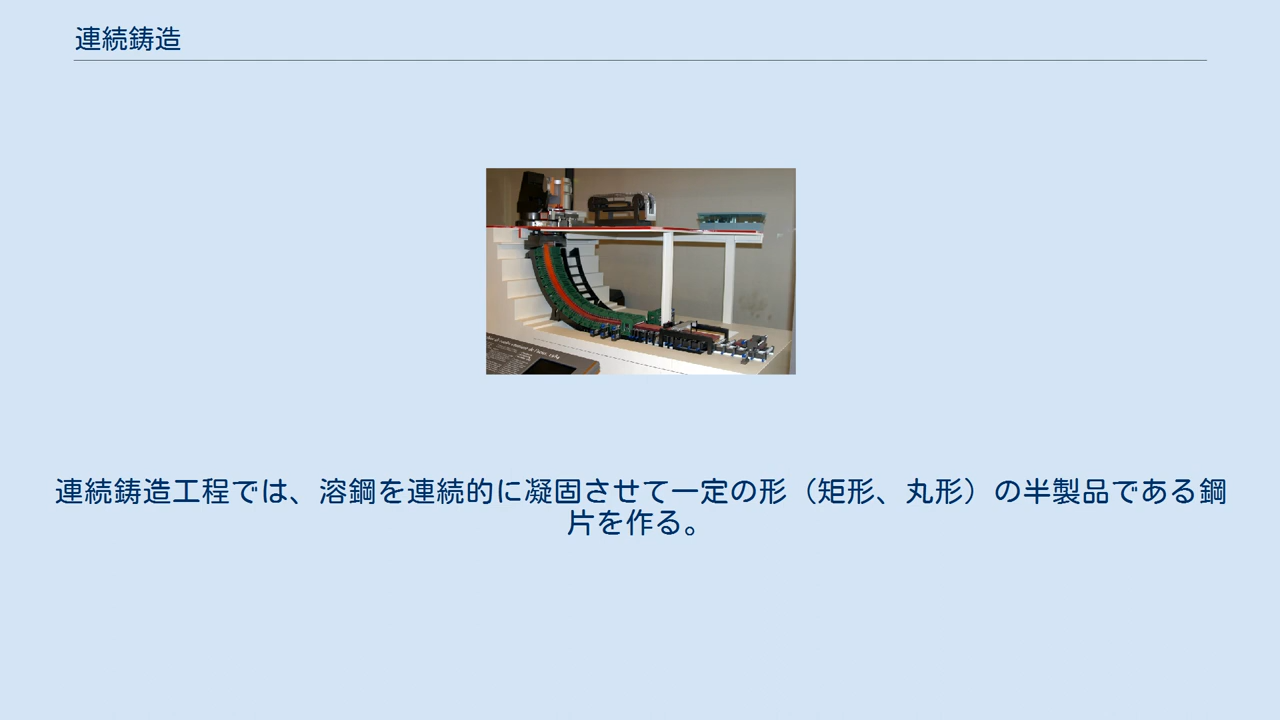 連続鋳造
連続鋳造工程では、溶鋼を連続的に凝固させて一定の形（矩形、丸形）の半製品である鋼
片を作る。